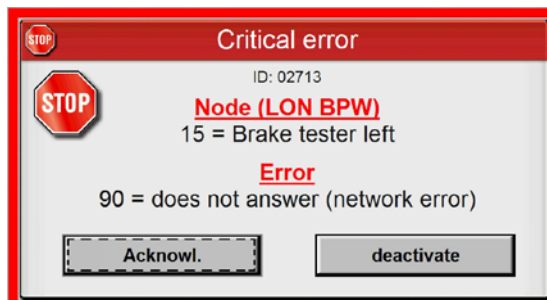 STOP
Critical error
ID: 02713
STOP
Node (LON BPW)
15 = Brake tester left
Error
90 = does not answer (network error)
Acknowl.
deactivate